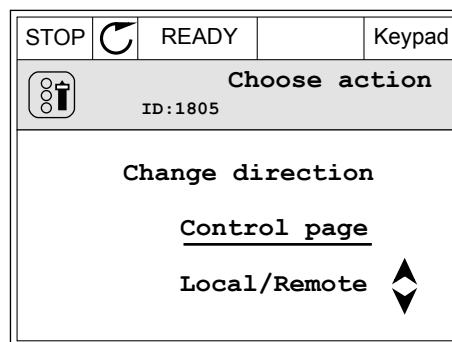 STOP READY Keypad
Choose action
ID:1805
Change direction
Control page
Local/Remote